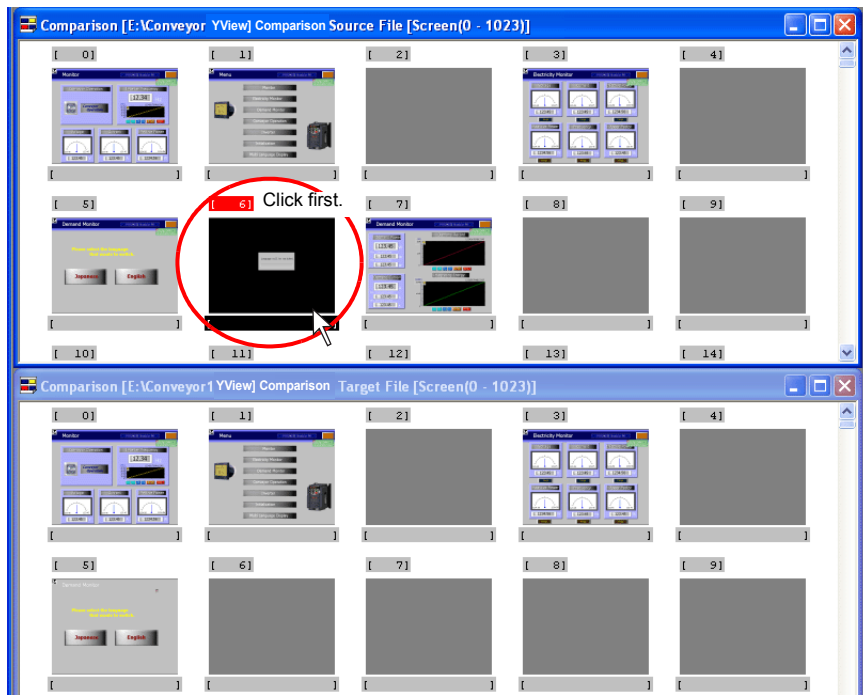 Comparison [E:\Conveyor YView] Comparison Source File [Screen(0 - 1023)]
[ 0] [ 1] [ 2] [ 3] [ 4]
Monitor Menu Electricity Monitor
[ ] [ ] [ ] [ ] [ ]
[ 5] [ 6] Click first. [ 7] [ 8] [ 9]
Demand Monitor Demand Monitor
Japanese English
[ ] [ ] [ ] [ ] [ ]
[ 10] [ 11] [ 12] [ 13] [ 14]
Comparison [E:\Conveyor1 YView] Comparison Target File [Screen(0 - 1023)]
[ 0] [ 1] [ 2] [ 3] [ 4]
Monitor Menu Electricity Monitor
[ ] [ ] [ ] [ ] [ ]
[ 5] [ 6] [ 7] [ 8] [ 9]
Demand Monitor
Japanese English
[ ] [ ] [ ] [ ] [ ]